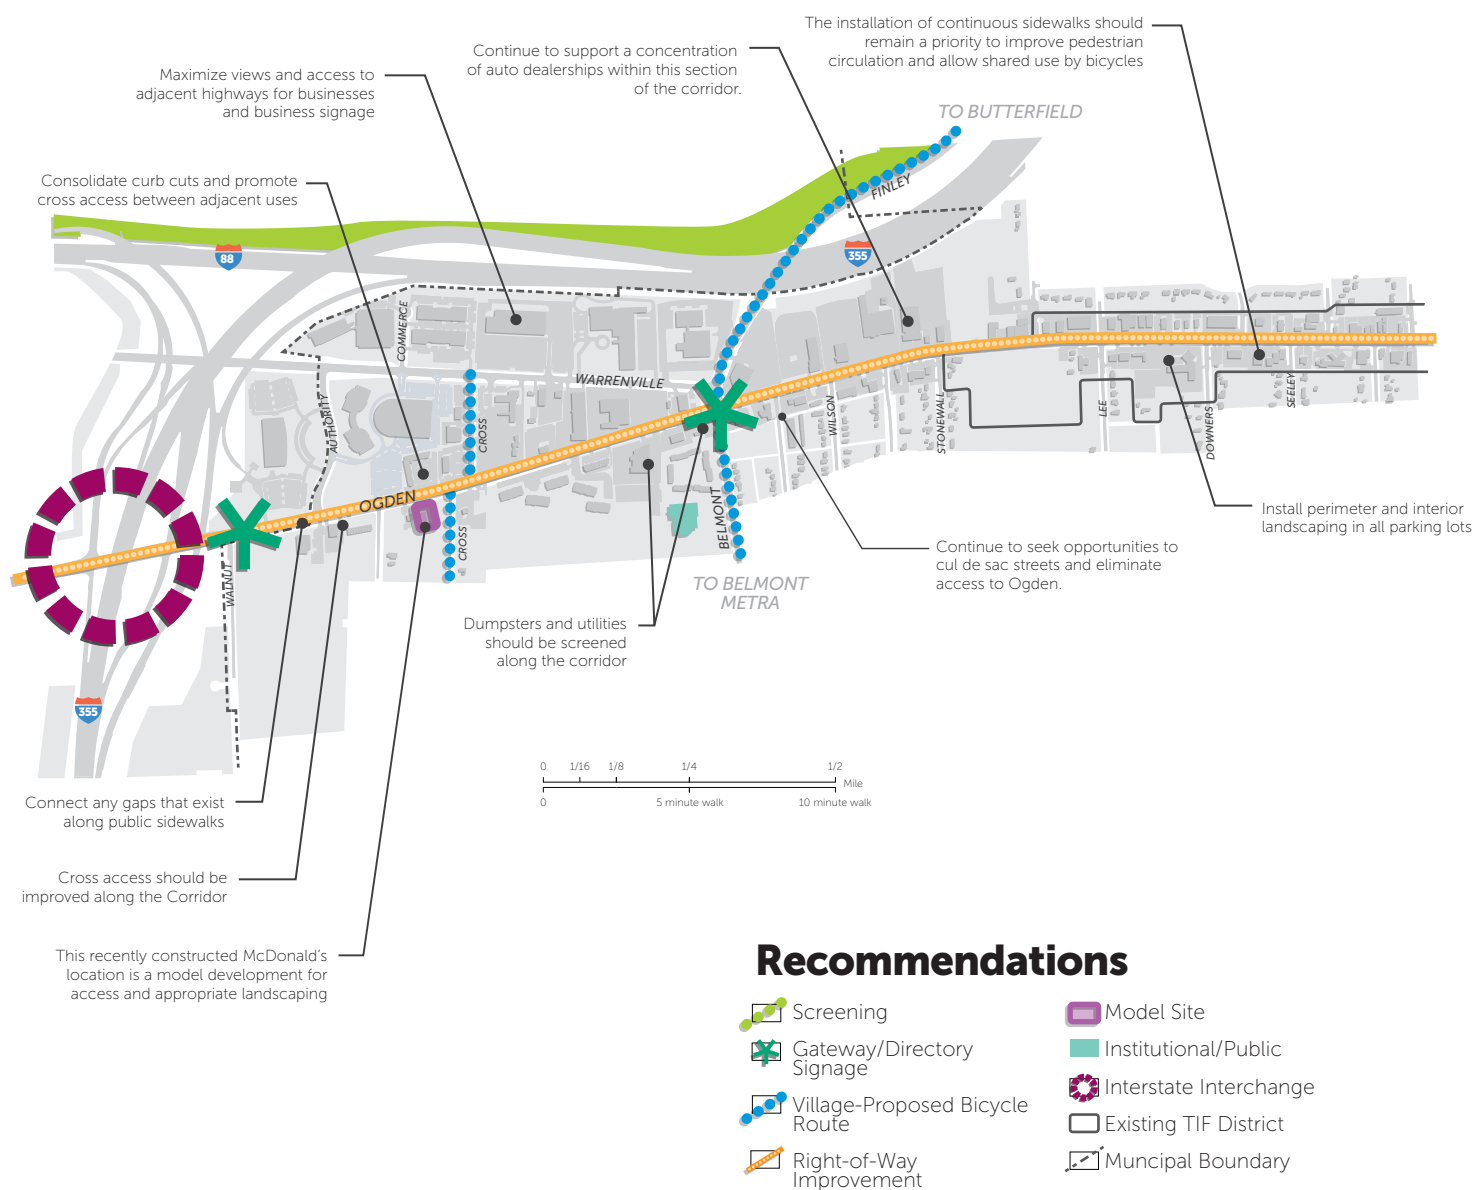 The installation of continuous sidewalks should
remain a priority to improve pedestrian
circulation and allow shared use by bicycles
Continue to support a concentration
of auto dealerships within this section
of the corridor.
Maximize views and access to
adjacent highways for businesses
and business signage
TO BUTTERFIELD
Consolidate curb cuts and promote
cross access between adjacent uses
FINLEY
88
355
COMMERCE
WARRENVILLE
AUTHORITY
CROSS
WILSON
STONEWALL
LEE
DOWNERS
SEELEY
OGDEN
BELMONT
CROSS
WALNUT
Install perimeter and interior
landscaping in all parking lots
Continue to seek opportunities to
cul de sac streets and eliminate
access to Ogden.
TO BELMONT
METRA
Dumpsters and utilities
should be screened
along the corridor
355
0 1/16 1/8 1/4 1/2
Mile
0 5 minute walk 10 minute walk
Connect any gaps that exist
along public sidewalks
Cross access should be
improved along the Corridor
This recently constructed McDonald's
location is a model development for
access and appropriate landscaping
Recommendations
Screening
Gateway/Directory
Signage
Village-Proposed Bicycle
Route
Right-of-Way
Improvement
Model Site
Institutional/Public
Interstate Interchange
Existing TIF District
Muncipal Boundary